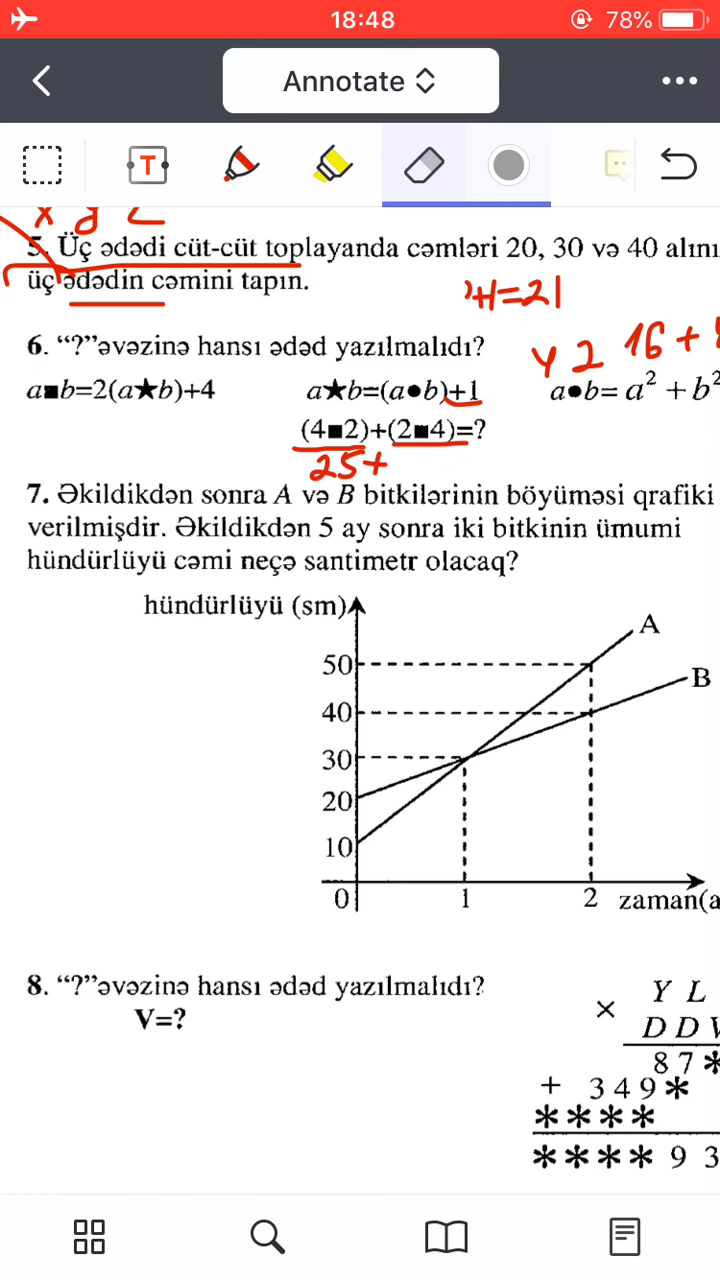 18:48
78%
Annotate
T
x y z
5. Üç ədədi cüt-cüt toplayanda cəmləri 20, 30 və 40 alını
üç ədədin cəmini tapın.
=21
6. “?”əvəzinə hansı ədəd yazılmalıdı?
4 2 16+
a■b=2(a★b)+4 a★b=(a●b)+1 a●b= a² +b²
(4■2)+(2■4)=?
25+
7. Əkildikdən sonra A və B bitkilərinin böyüməsi qrafiki
verilmişdir. Əkildikdən 5 ay sonra iki bitkinin ümumi
hündürlüyü cəmi neçə santimetr olacaq?
hündürlüyü (sm)
A
50
B
40
30
20
10
0 1 2 zaman(a
8. “?”əvəzinə hansı ədəd yazılmalıdı?
V=?
Y L
×
D D V
8 7 *
+ 3 4 9 *
* * * *
* * * * 9 3